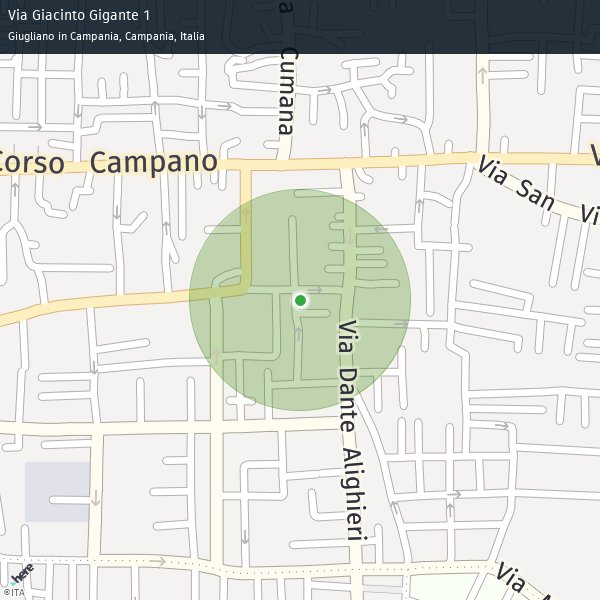 Via Giacinto Gigante 1
Giugliano in Campania, Campania, Italia
Cumana
Corso Campano
Via San
Via Dante Alighieri
Via
here
©ITA